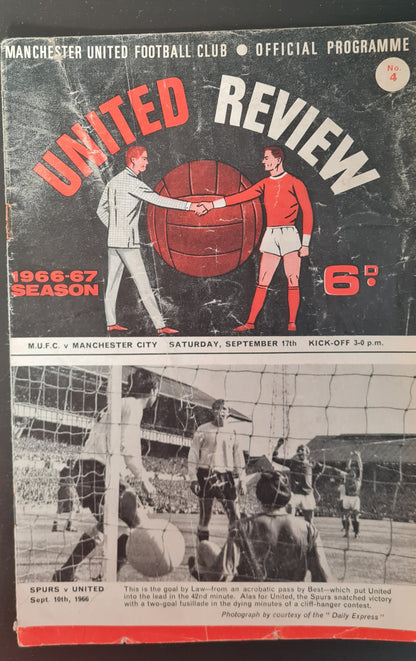 MANCHESTER UNITED FOOTBALL CLUB ● OFFICIAL PROGRAMME
No.
4
UNITED REVIEW
1966-67
SEASON
6D.
M.U.F.C. v MANCHESTER CITY SATURDAY, SEPTEMBER 17th KICK-OFF 3-0 p.m.
SPURS v UNITED
Sept. 10th, 1966
This is the goal by Law—from an acrobatic pass by Best—which put United
into the lead in the 42nd minute. Alas for United, the Spurs snatched victory
with a two-goal fusillade in the dying minutes of a cliff-hanger contest.
Photograph by courtesy of the "Daily Express"